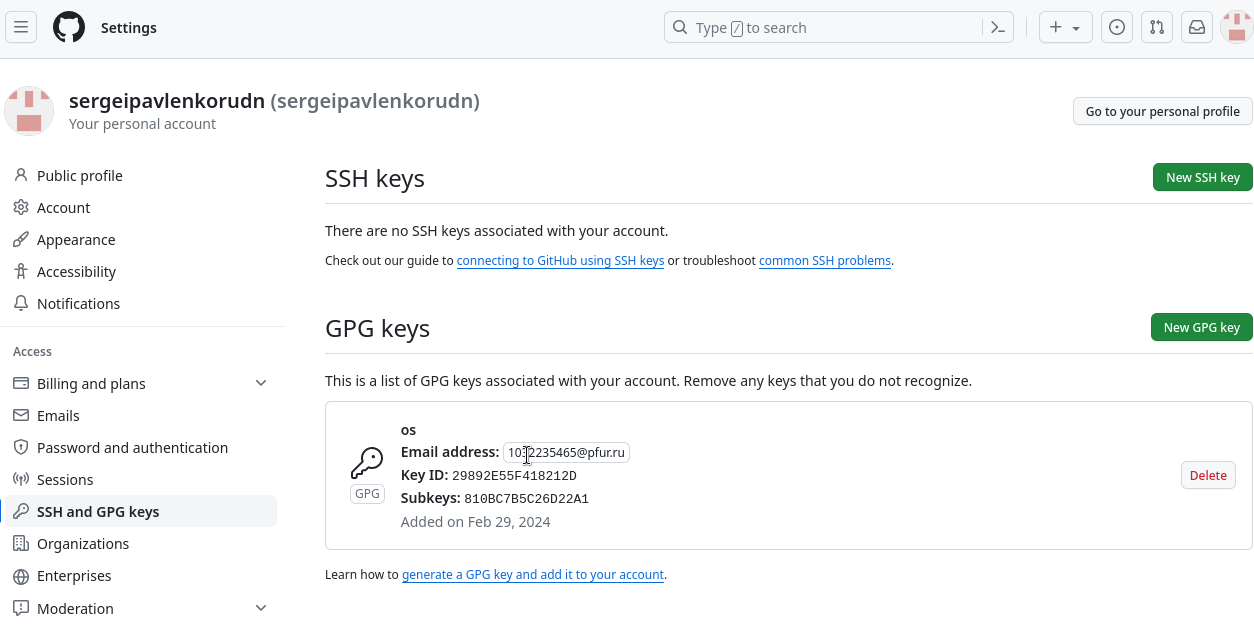 Settings
Type / to search
sergeipavlenkorudn (sergeipavlenkorudn)
Your personal account
Go to your personal profile
Public profile
Account
Appearance
Accessibility
Notifications
Access
Billing and plans
Emails
Password and authentication
Sessions
SSH and GPG keys
Organizations
Enterprises
Moderation
SSH keys
New SSH key
There are no SSH keys associated with your account.
Check out our guide to connecting to GitHub using SSH keys or troubleshoot common SSH problems.
GPG keys
New GPG key
This is a list of GPG keys associated with your account. Remove any keys that you do not recognize.
os
GPG
Email address:
Key ID: 29892E55F418212D
Subkeys: 810BC7B5C26D22A1
Added on Feb 29, 2024
Delete
Learn how to generate a GPG key and add it to your account.